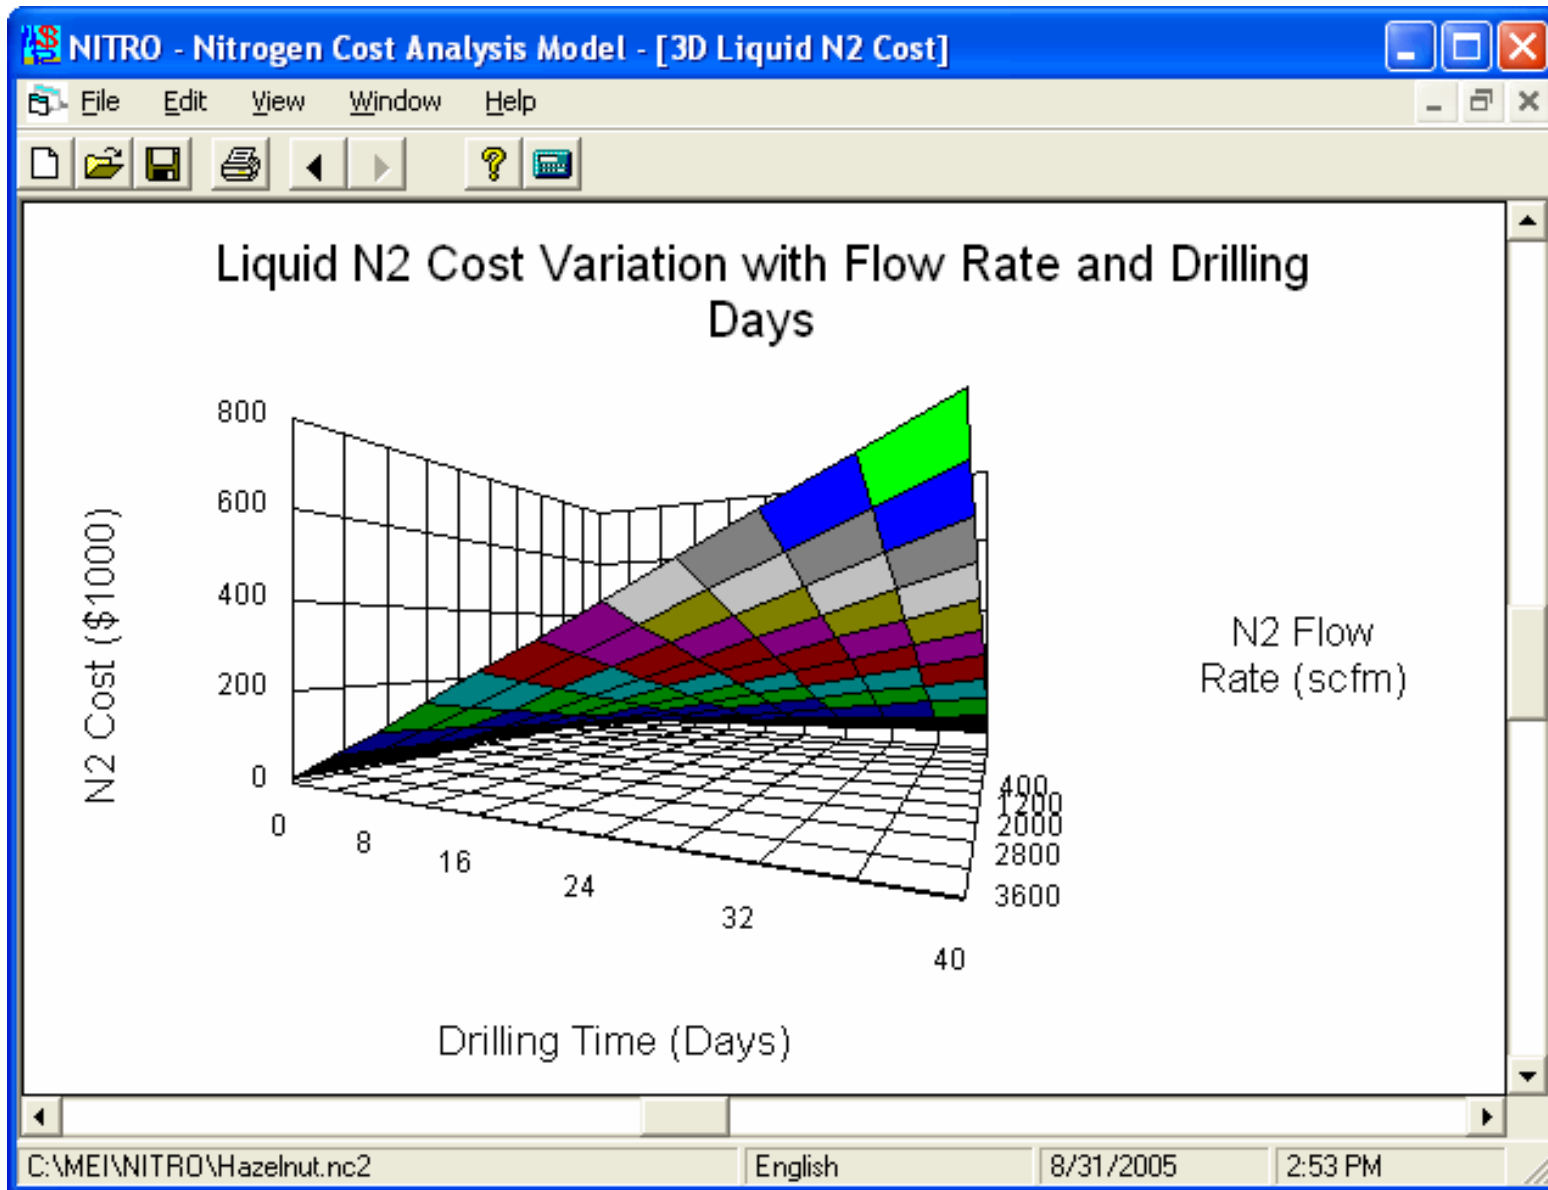 NITRO - Nitrogen Cost Analysis Model - [3D Liquid N2 Cost]
File Edit View Window Help
Liquid N2 Cost Variation with Flow Rate and Drilling
Days
800
600
400
200
0
N2 Cost ($1000)
0
8
16
24
32
40
Drilling Time (Days)
400
1200
2000
2800
3600
N2 Flow
Rate (scfm)
C:\MEI\NITRO\Hazelnut.nc2 English 8/31/2005 2:53 PM